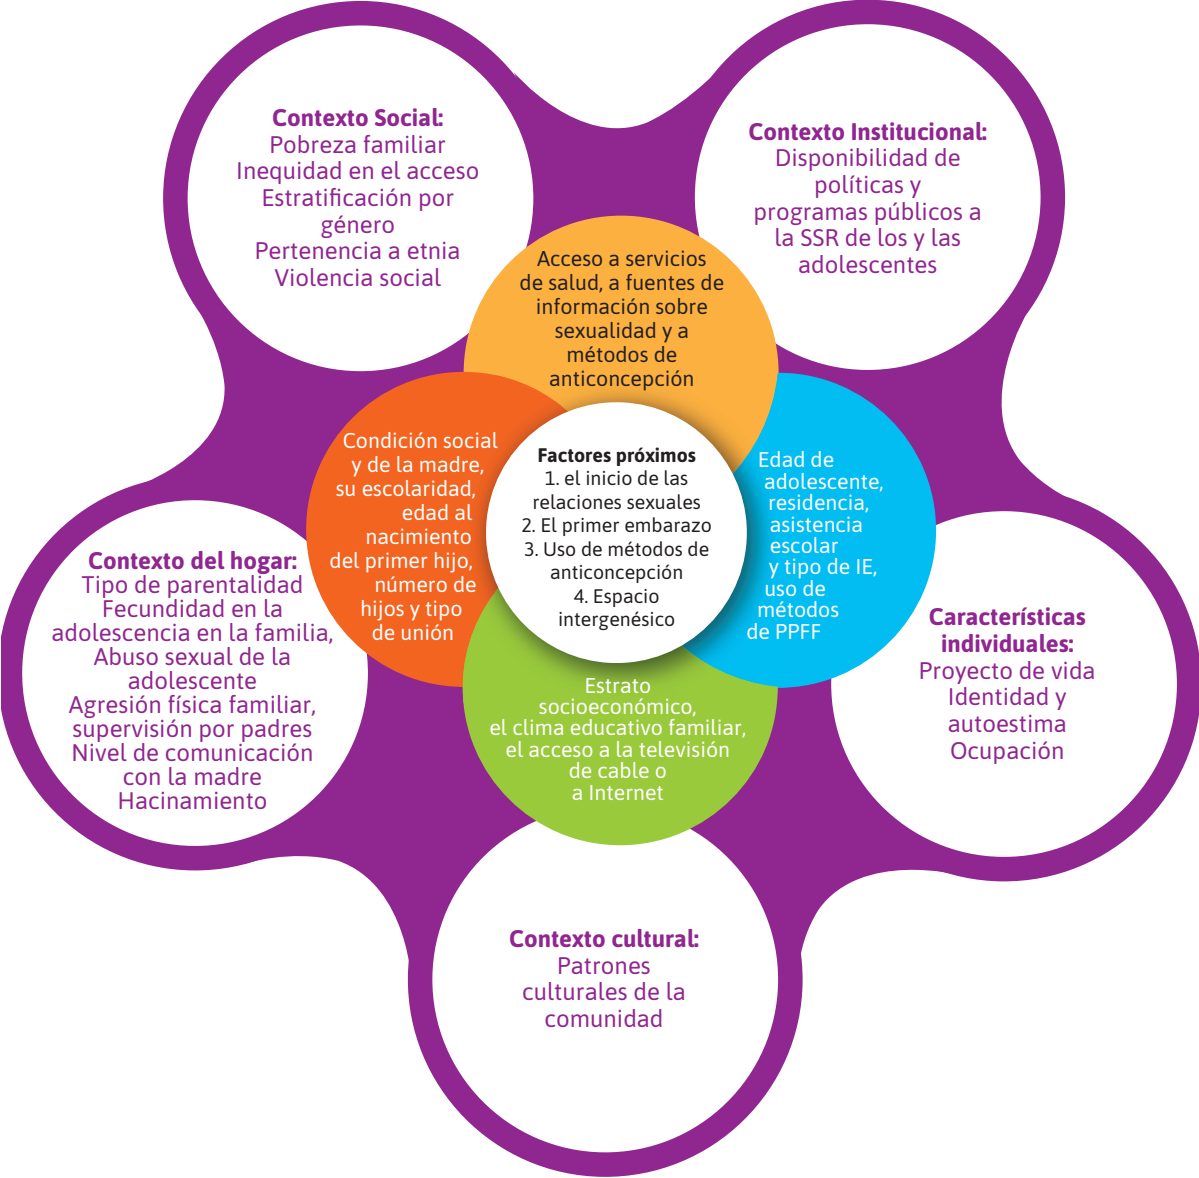 Contexto Social:
Pobreza familiar
Inequidad en el acceso
Estratificación por
género
Pertenencia a etnia
Violencia social
Contexto Institucional:
Disponibilidad de
políticas y
programas públicos a
la SSR de los y las
adolescentes
Acceso a servicios
de salud, a fuentes de
información sobre
sexualidad y a
métodos de
anticoncepción
Condición social
y de la madre,
su escolaridad,
edad al
nacimiento
del primer hijo,
número de
hijos y tipo
de unión
Factores próximos
1. el inicio de las
relaciones sexuales
2. El primer embarazo
3. Uso de métodos de
anticoncepción
4. Espacio
intergenésico
Edad de
adolescente,
residencia,
asistencia
escolar
y tipo de IE,
uso de
métodos
de PPFF
Contexto del hogar:
Tipo de parentalidad
Fecundidad en la
adolescencia en la familia,
Abuso sexual de la
adolescente
Agresión física familiar,
supervisión por padres
Nivel de comunicación
con la madre
Hacinamiento
Características
individuales:
Proyecto de vida
Identidad y
autoestima
Ocupación
Estrato
socioeconómico,
el clima educativo familiar,
el acceso a la televisión
de cable o
a Internet
Contexto cultural:
Patrones
culturales de la
comunidad